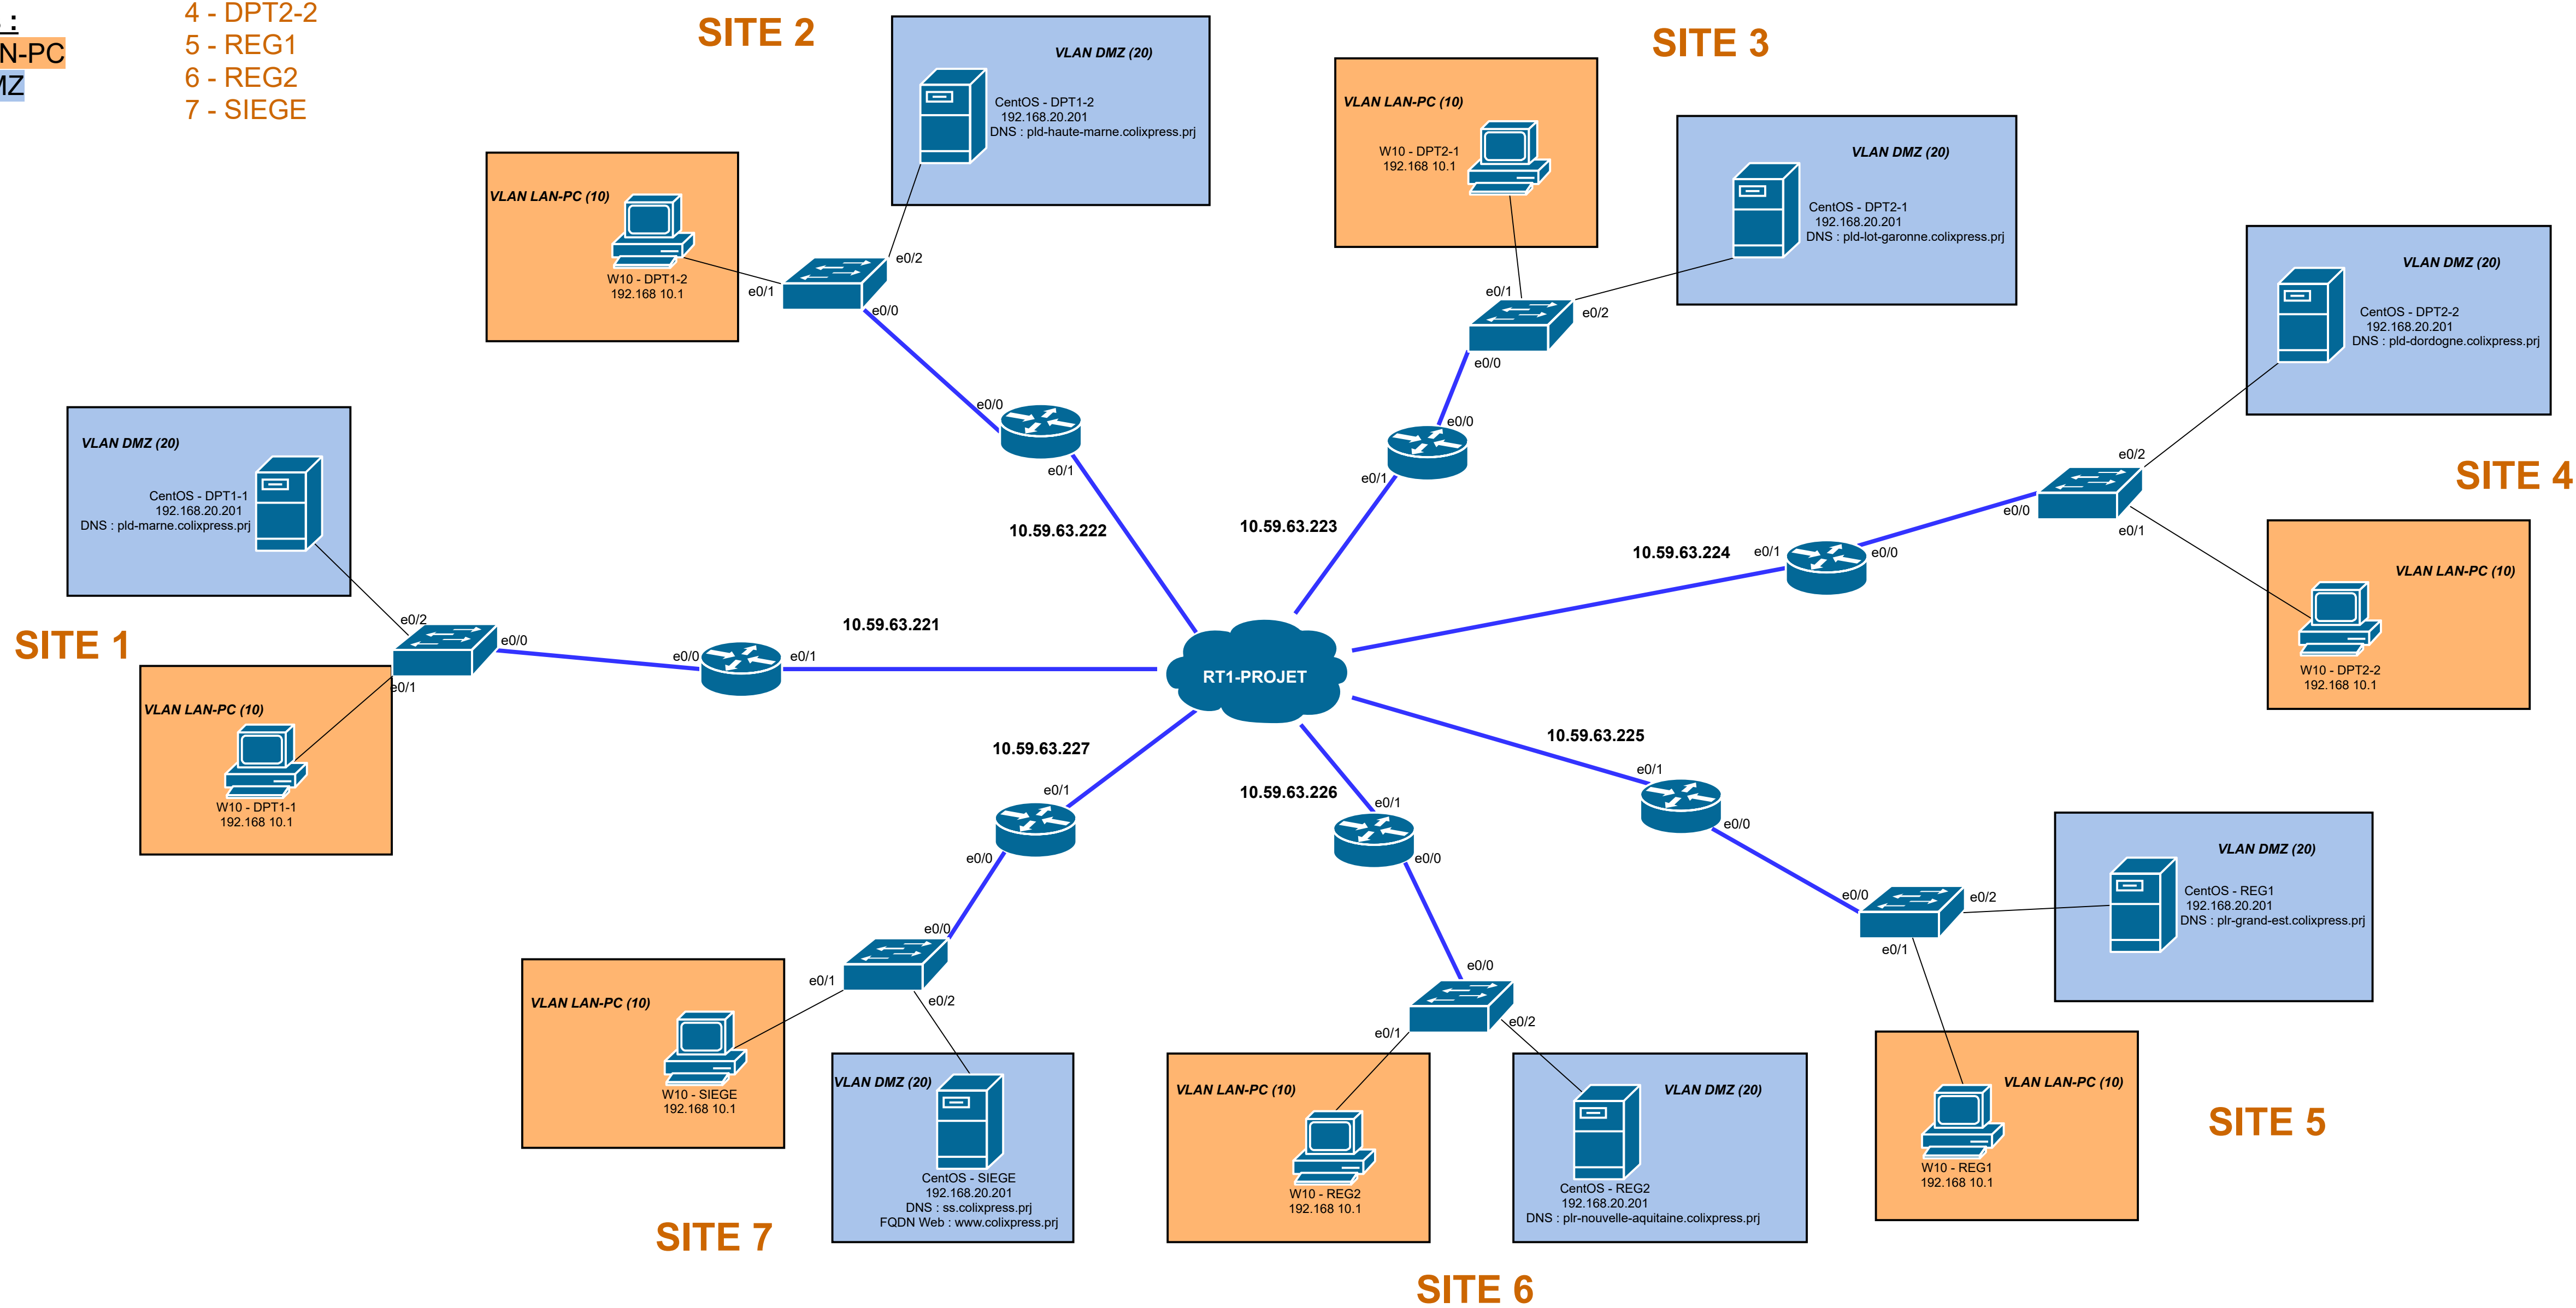 :
N-PC
MZ
4 - DPT2-2
5 - REG1
6 - REG2
7 - SIEGE
SITE 2
VLAN DMZ (20)
CentOS - DPT1-2
192.168.20.201
DNS : pld-haute-marne.colixpress.prj
VLAN LAN-PC (10)
W10 - DPT1-2
192.168 10.1
e0/1
e0/2
e0/0
e0/0
e0/1
10.59.63.222
SITE 3
VLAN LAN-PC (10)
W10 - DPT2-1
192.168 10.1
VLAN DMZ (20)
CentOS - DPT2-1
192.168.20.201
DNS : pld-lot-garonne.colixpress.prj
e0/1
e0/2
e0/0
e0/0
e0/1
10.59.63.223
SITE 4
VLAN DMZ (20)
CentOS - DPT2-2
192.168.20.201
DNS : pld-dordogne.colixpress.prj
e0/2
e0/0
e0/1
VLAN LAN-PC (10)
W10 - DPT2-2
192.168 10.1
10.59.63.224
e0/1
e0/0
SITE 1
VLAN DMZ (20)
CentOS - DPT1-1
192.168.20.201
DNS : pld-marne.colixpress.prj
e0/2
e0/0
e0/1
VLAN LAN-PC (10)
W10 - DPT1-1
192.168 10.1
e0/0
e0/1
10.59.63.221
RT1-PROJET
10.59.63.227
e0/1
e0/0
e0/0
e0/1
e0/2
VLAN LAN-PC (10)
W10 - SIEGE
192.168 10.1
VLAN DMZ (20)
CentOS - SIEGE
192.168.20.201
DNS : ss.colixpress.prj
FQDN Web : www.colixpress.prj
SITE 7
10.59.63.226
e0/1
e0/0
e0/0
e0/1
e0/2
VLAN LAN-PC (10)
W10 - REG2
192.168 10.1
VLAN DMZ (20)
CentOS - REG2
192.168.20.201
DNS : plr-nouvelle-aquitaine.colixpress.prj
SITE 6
10.59.63.225
e0/1
e0/0
e0/0
e0/2
e0/1
VLAN DMZ (20)
CentOS - REG1
192.168.20.201
DNS : plr-grand-est.colixpress.prj
VLAN LAN-PC (10)
W10 - REG1
192.168 10.1
SITE 5